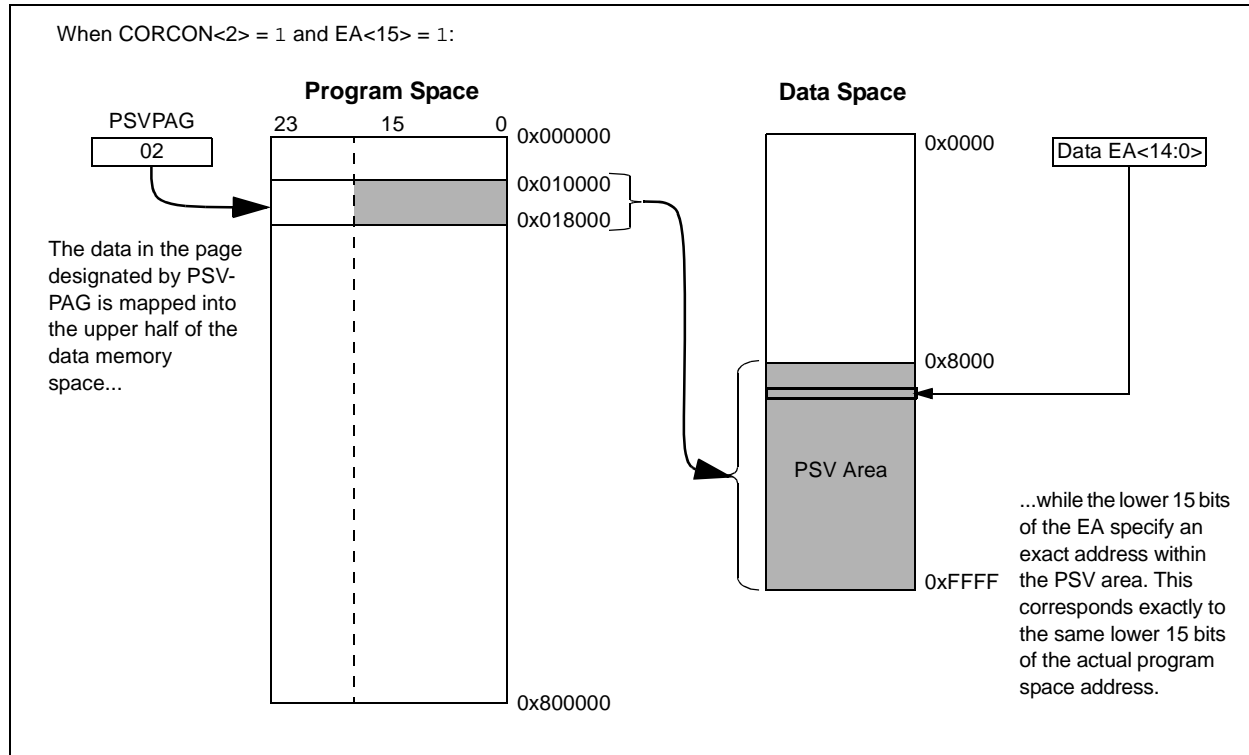 When CORCON<2> = 1 and EA<15> = 1:
Program Space
Data Space
PSVPAG
02
23 15 0
0x000000
0x010000
0x018000
0x800000
The data in the page
designated by PSV-
PAG is mapped into
the upper half of the
data memory
space...
0x0000
0x8000
0xFFFF
PSV Area
Data EA<14:0>
...while the lower 15 bits
of the EA specify an
exact address within
the PSV area. This
corresponds exactly to
the same lower 15 bits
of the actual program
space address.